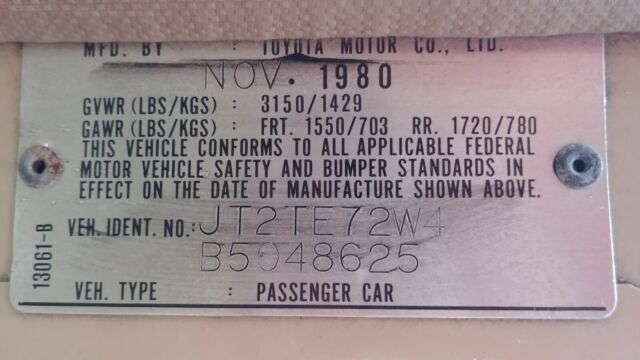 MFD. BY : TOYOTA MOTOR CO., LTD.
NOV. 1980
GVWR (LBS/KGS) : 3150/1429
GAWR (LBS/KGS) : FRT. 1550/703 RR. 1720/780
THIS VEHICLE CONFORMS TO ALL APPLICABLE FEDERAL
MOTOR VEHICLE SAFETY AND BUMPER STANDARDS IN
EFFECT ON THE DATE OF MANUFACTURE SHOWN ABOVE.
VEH. IDENT. NO.: JT2TE72W4
B5048625
VEH. TYPE : PASSENGER CAR
13061-B